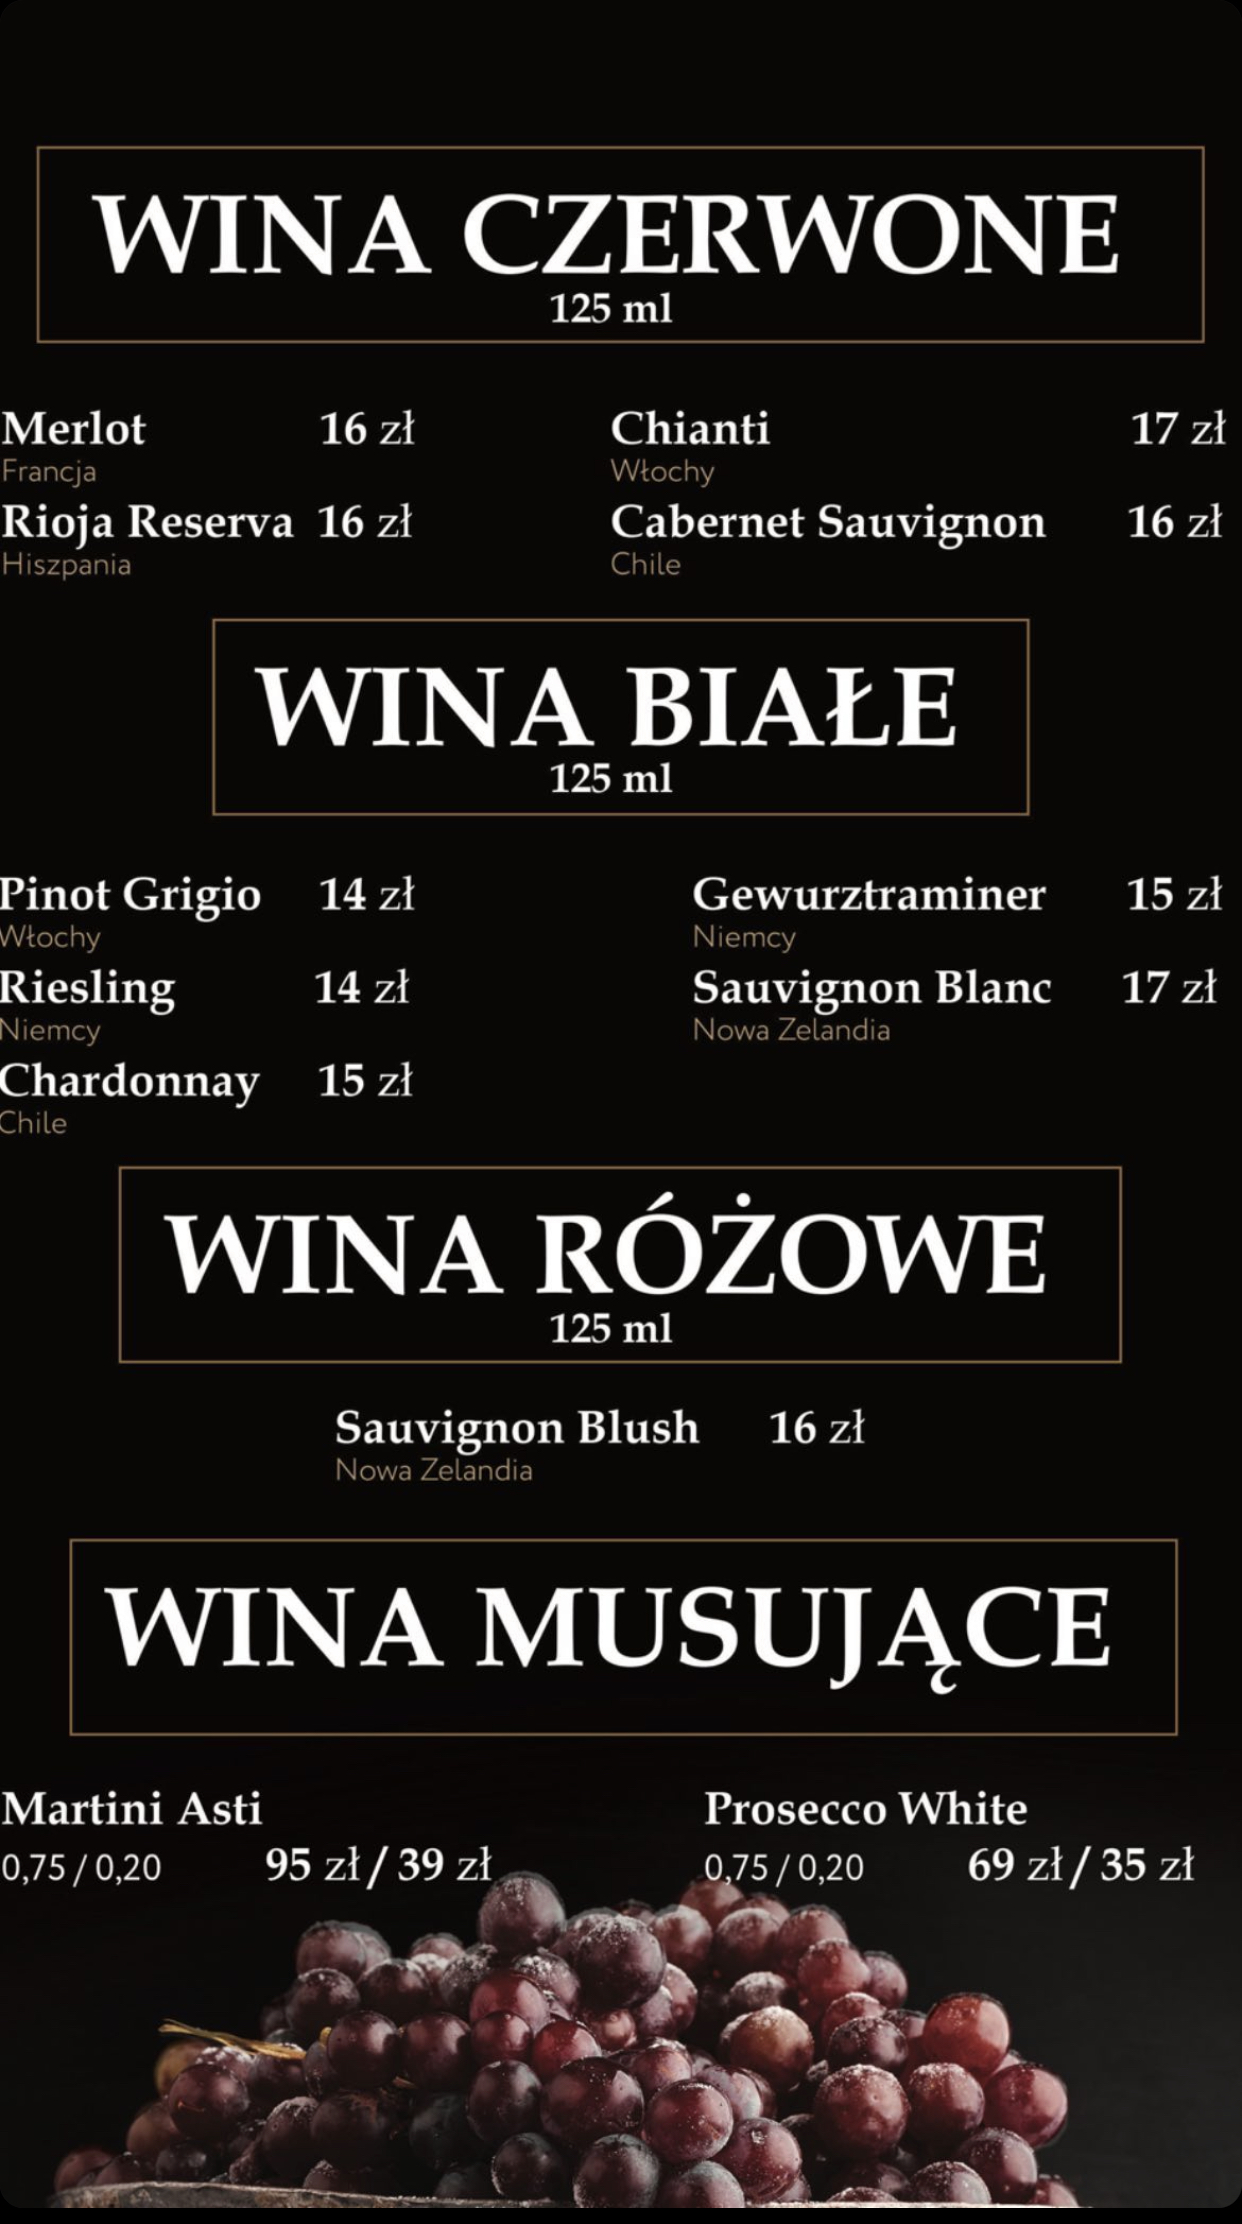 WINA CZERWONE
125 ml
Merlot 16 zł
Francja
Rioja Reserva 16 zł
Hiszpania
Chianti 17 zł
Włochy
Cabernet Sauvignon 16 zł
Chile
WINA BIAŁE
125 ml
Pinot Grigio 14 zł
Włochy
Riesling 14 zł
Niemcy
Chardonnay 15 zł
Chile
Gewurztraminer 15 zł
Niemcy
Sauvignon Blanc 17 zł
Nowa Zelandia
WINA RÓŻOWE
125 ml
Sauvignon Blush 16 zł
Nowa Zelandia
WINA MUSUJĄCE
Martini Asti
0,75 / 0,20 95 zł / 39 zł
Prosecco White
0,75 / 0,20 69 zł / 35 zł